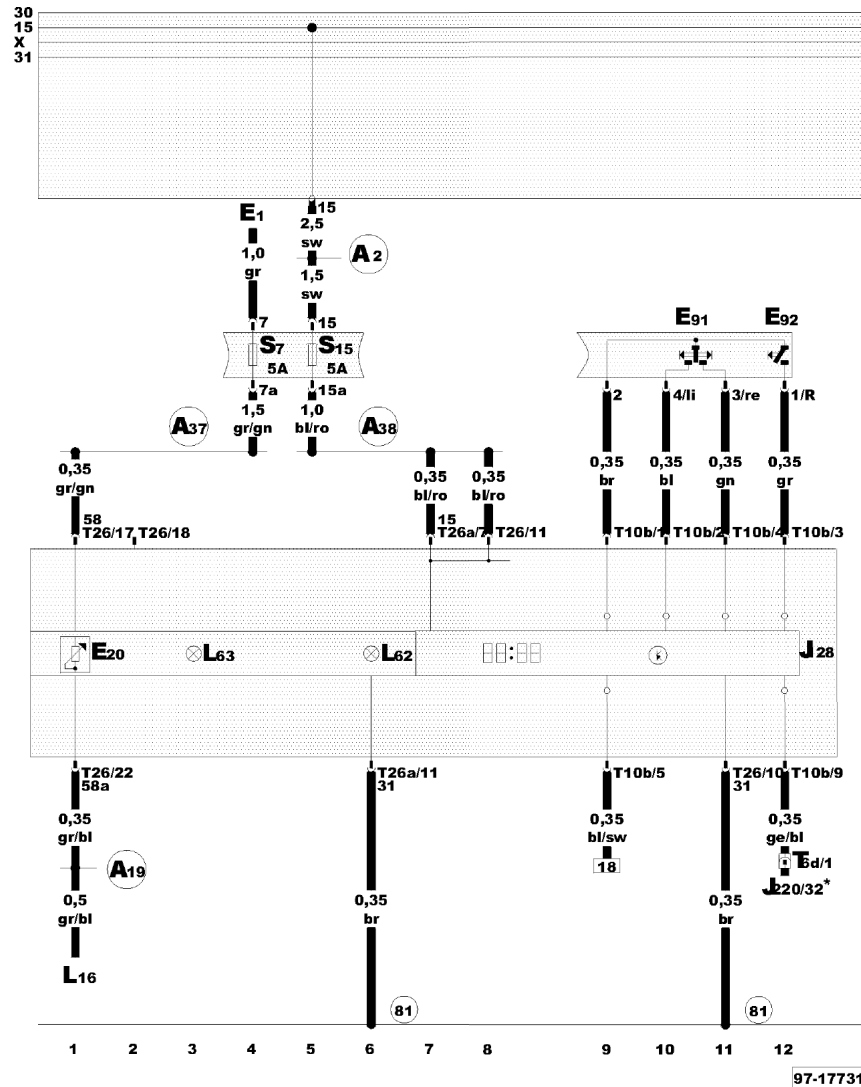 30
15
X
31
E1
15
2,5
sw
A2
1,0
gr
1,5
sw
7
15
E91
E92
S7
S15
5A
5A
7a
15a
2
4/li
3/re
1/R
A37
1,5
gr/gn
1,0
bl/ro
A38
0,35
gr/gn
0,35
bl/ro
0,35
bl/ro
0,35
br
0,35
bl
0,35
gn
0,35
gr
58
15
T26/17
T26/18
T26a/7
T26/11
T10b/1
T10b/2
T10b/4
T10b/3
E20
L63
L62
J28
T26/22
58a
T26a/11
31
T10b/5
T26/10
31
T10b/9
0,35
gr/bl
0,35
bl/sw
0,35
ge/bl
A19
18
T6d/1
J220/32*
0,5
gr/bl
0,35
br
0,35
br
L16
81
81
1 2 3 4 5 6 7 8 9 10 11 12
97-17731